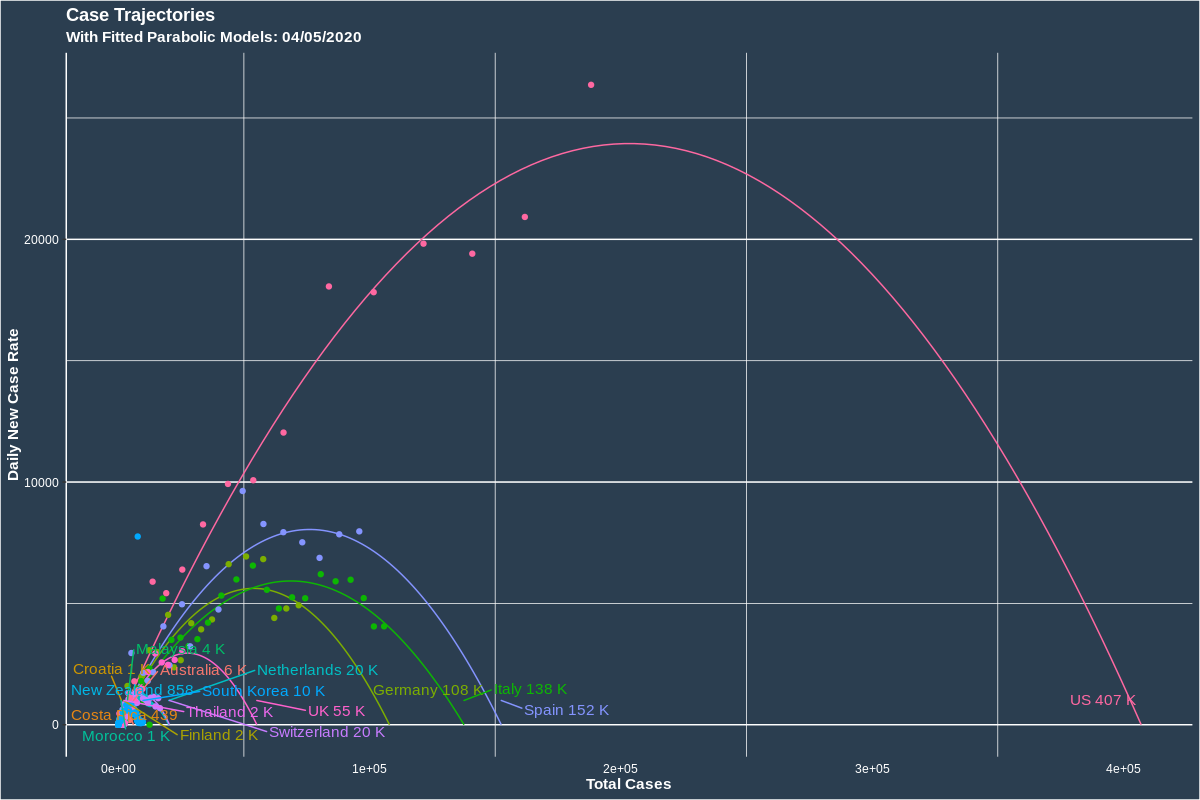 Case Trajectories
With Fitted Parabolic Models: 04/05/2020
Daily New Case Rate
20000
10000
0
Malaysia 4 K
Croatia 1 K
Australia 6 K
Netherlands 20 K
New Zealand 858
South Korea 10 K
Germany 108 K
Italy 138 K
US 407 K
Costa Rica 439
Thailand 2 K
UK 55 K
Spain 152 K
Morocco 1 K
Finland 2 K
Switzerland 20 K
0e+00
1e+05
2e+05
3e+05
4e+05
Total Cases